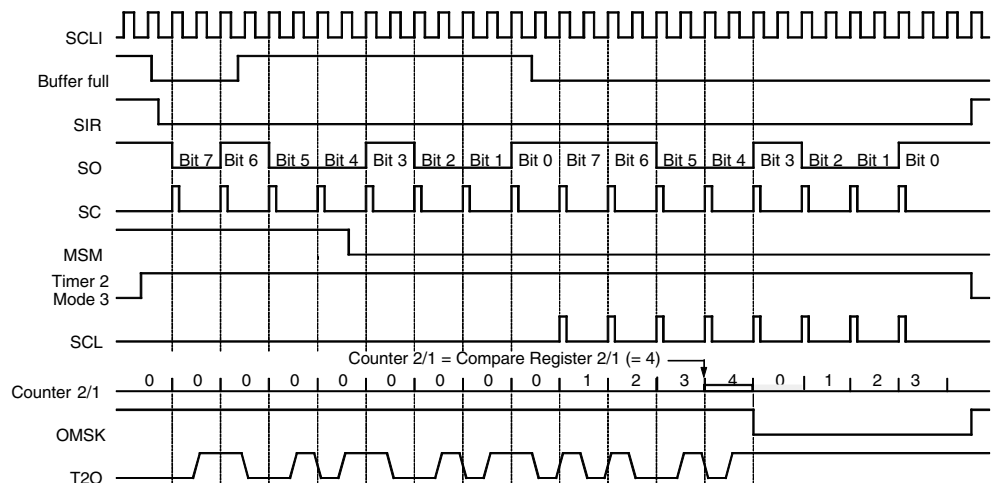 SCLI
Buffer full
SIR
SO Bit 7 Bit 6 Bit 5 Bit 4 Bit 3 Bit 2 Bit 1 Bit 0 Bit 7 Bit 6 Bit 5 Bit 4 Bit 3 Bit 2 Bit 1 Bit 0
SC
MSM
Timer 2
Mode 3
SCL
Counter 2/1 = Compare Register 2/1 (= 4)
Counter 2/1 0 0 0 0 0 0 0 0 0 1 2 3 4 0 1 2 3
OMSK
T2O